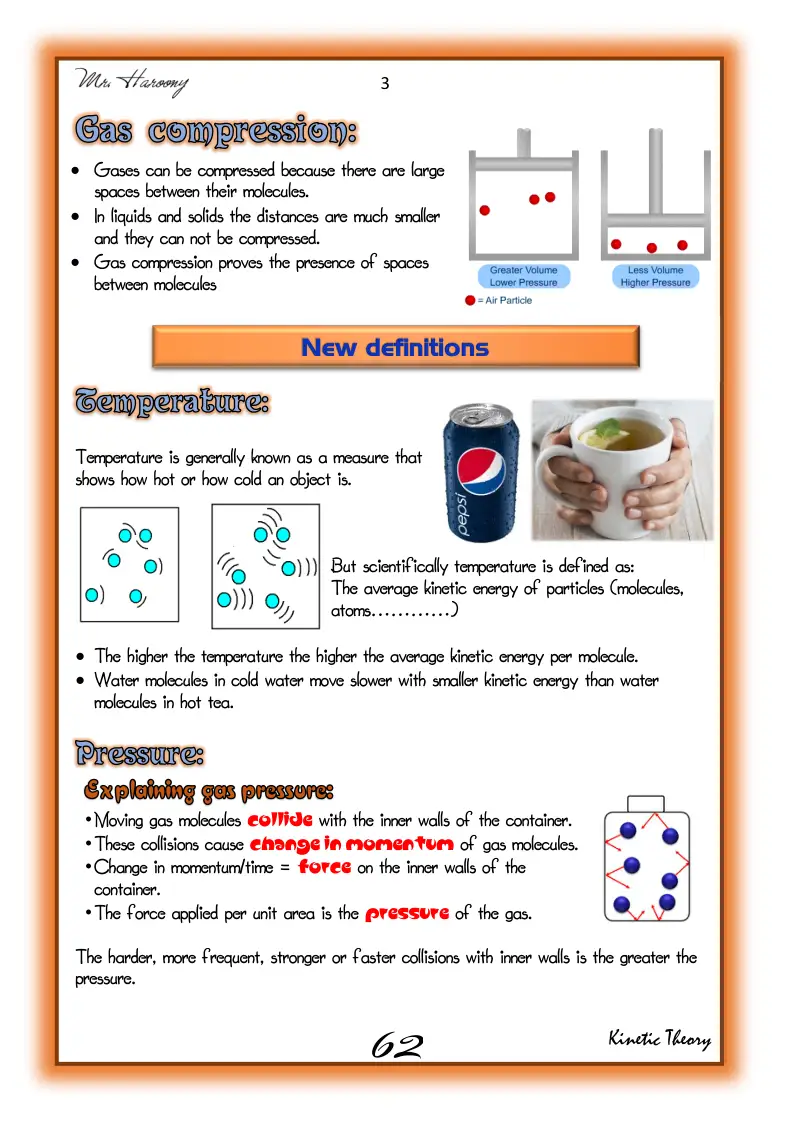 Mr. Haroony
3
Gas compression:
• Gases can be compressed because there are large
spaces between their molecules.
• In liquids and solids the distances are much smaller
and they can not be compressed.
• Gas compression proves the presence of spaces
between molecules
Greater Volume
Lower Pressure
Less Volume
Higher Pressure
= Air Particle
New definitions
Temperature:
Temperature is generally known as a measure that
shows how hot or how cold an object is.
pepsi
But scientifically temperature is defined as:
The average kinetic energy of particles (molecules,
atoms…………)
• The higher the temperature the higher the average kinetic energy per molecule.
• Water molecules in cold water move slower with smaller kinetic energy than water
molecules in hot tea.
Pressure:
Explaining gas pressure:
• Moving gas molecules collide with the inner walls of the container.
• These collisions cause change in momentum of gas molecules.
• Change in momentum/time = force on the inner walls of the
container.
• The force applied per unit area is the pressure of the gas.
The harder, more frequent, stronger or faster collisions with inner walls is the greater the
pressure.
62
Kinetic Theory